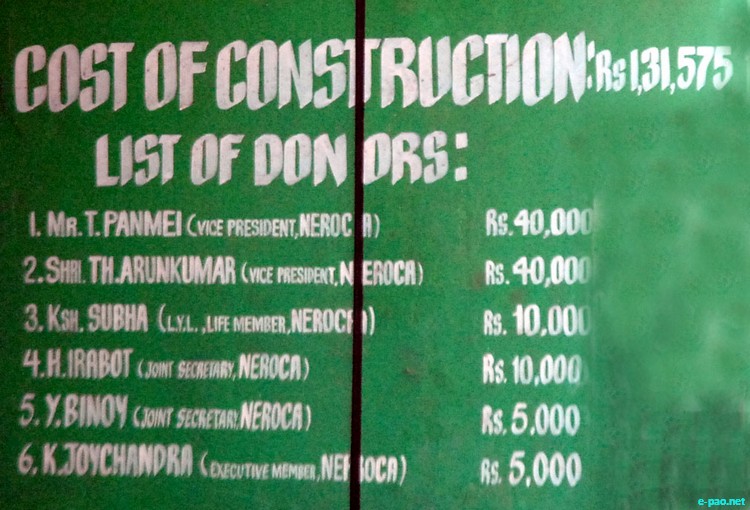 COST OF CONSTRUCTION: Rs 1,31,575
LIST OF DONORS:
1. MR. T. PANMEI (VICE PRESIDENT, NEROCA) Rs. 40,000
2. SHRI. TH. ARUNKUMAR (VICE PRESIDENT, NEROCA) Rs. 40,000
3. KSH. SUBHA (L.Y.L., LIFE MEMBER, NEROCA) Rs. 10,000
4. H. IRABOT (JOINT SECRETARY, NEROCA) Rs. 10,000
5. Y. BINOY (JOINT SECRETARY, NEROCA) Rs. 5,000
6. K. JOYCHANDRA (EXECUTIVE MEMBER, NEROCA) Rs. 5,000
e-pao.net